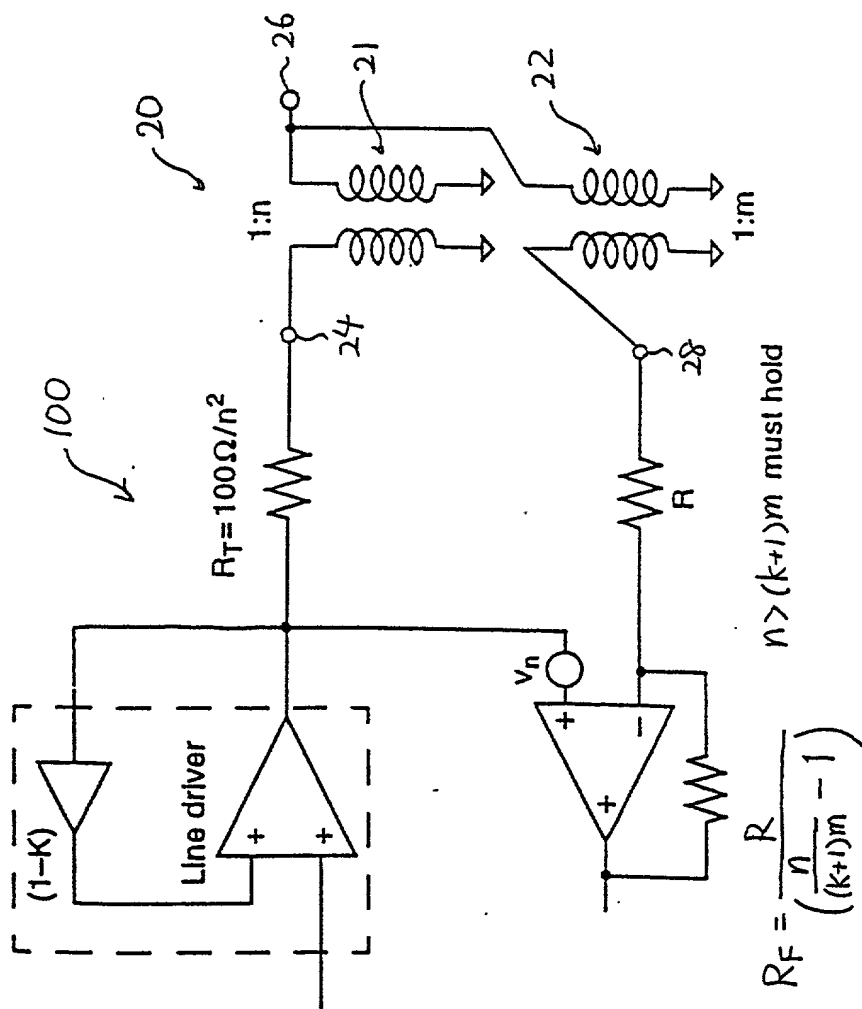 20
26
21
22
1:n
1:m
24
28
100
R_T=100Ω/n²
R
(1–K)
Line driver
+
+
V_n
+
–
+
n > (k+1)m must hold
R_F = R / (n/((k+1)m) – 1)